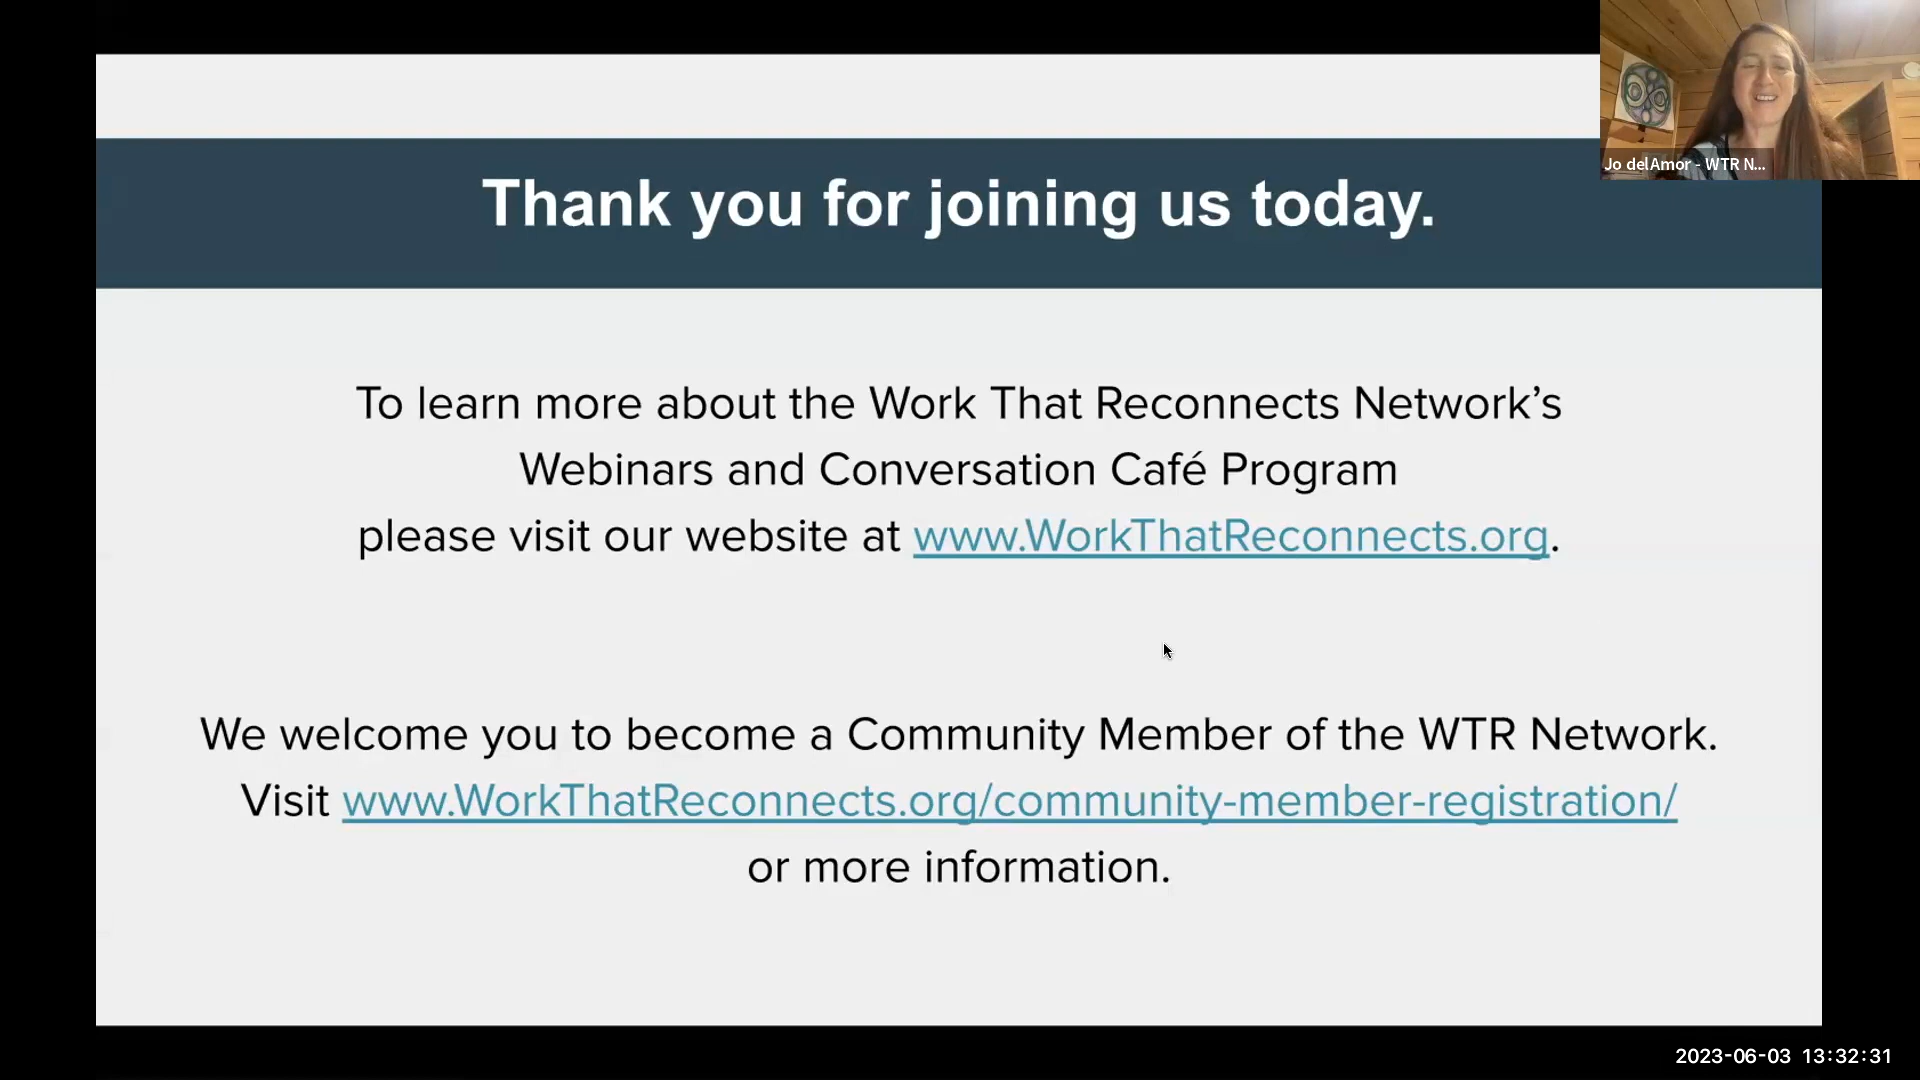 Thank you for joining us today.
Jo delAmor - WTR N...
To learn more about the Work That Reconnects Network’s
Webinars and Conversation Café Program
please visit our website at www.WorkThatReconnects.org.
We welcome you to become a Community Member of the WTR Network.
Visit www.WorkThatReconnects.org/community-member-registration/
or more information.
2023-06-03 13:32:31